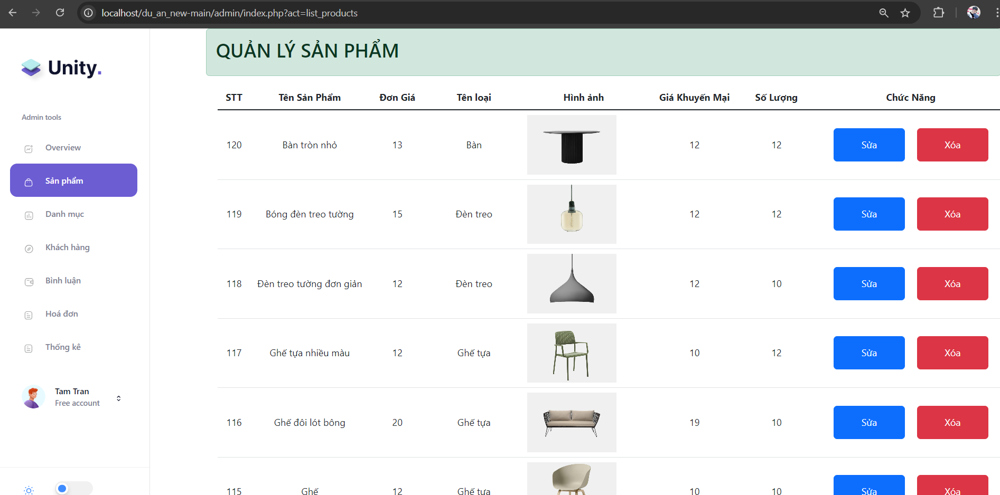 localhost/du_an_new-main/admin/index.php?act=list_products
Unity.
Admin tools
Overview
Sản phẩm
Danh mục
Khách hàng
Bình luận
Hoá đơn
Thống kê
Tam Tran
Free account
QUẢN LÝ SẢN PHẨM
STT Tên Sản Phẩm Đơn Giá Tên loại Hình ảnh Giá Khuyến Mại Số Lượng Chức Năng
120 Bàn tròn nhỏ 13 Bàn 12 12 Sửa Xóa
119 Bóng đèn treo tường 15 Đèn treo 12 12 Sửa Xóa
118 Đèn treo tường đơn giản 12 Đèn treo 12 10 Sửa Xóa
117 Ghế tựa nhiều màu 12 Ghế tựa 10 12 Sửa Xóa
116 Ghế đôi lót bông 20 Ghế tựa 19 10 Sửa Xóa
115 Ghế 12 Ghế tựa 10 10 Sửa Xóa